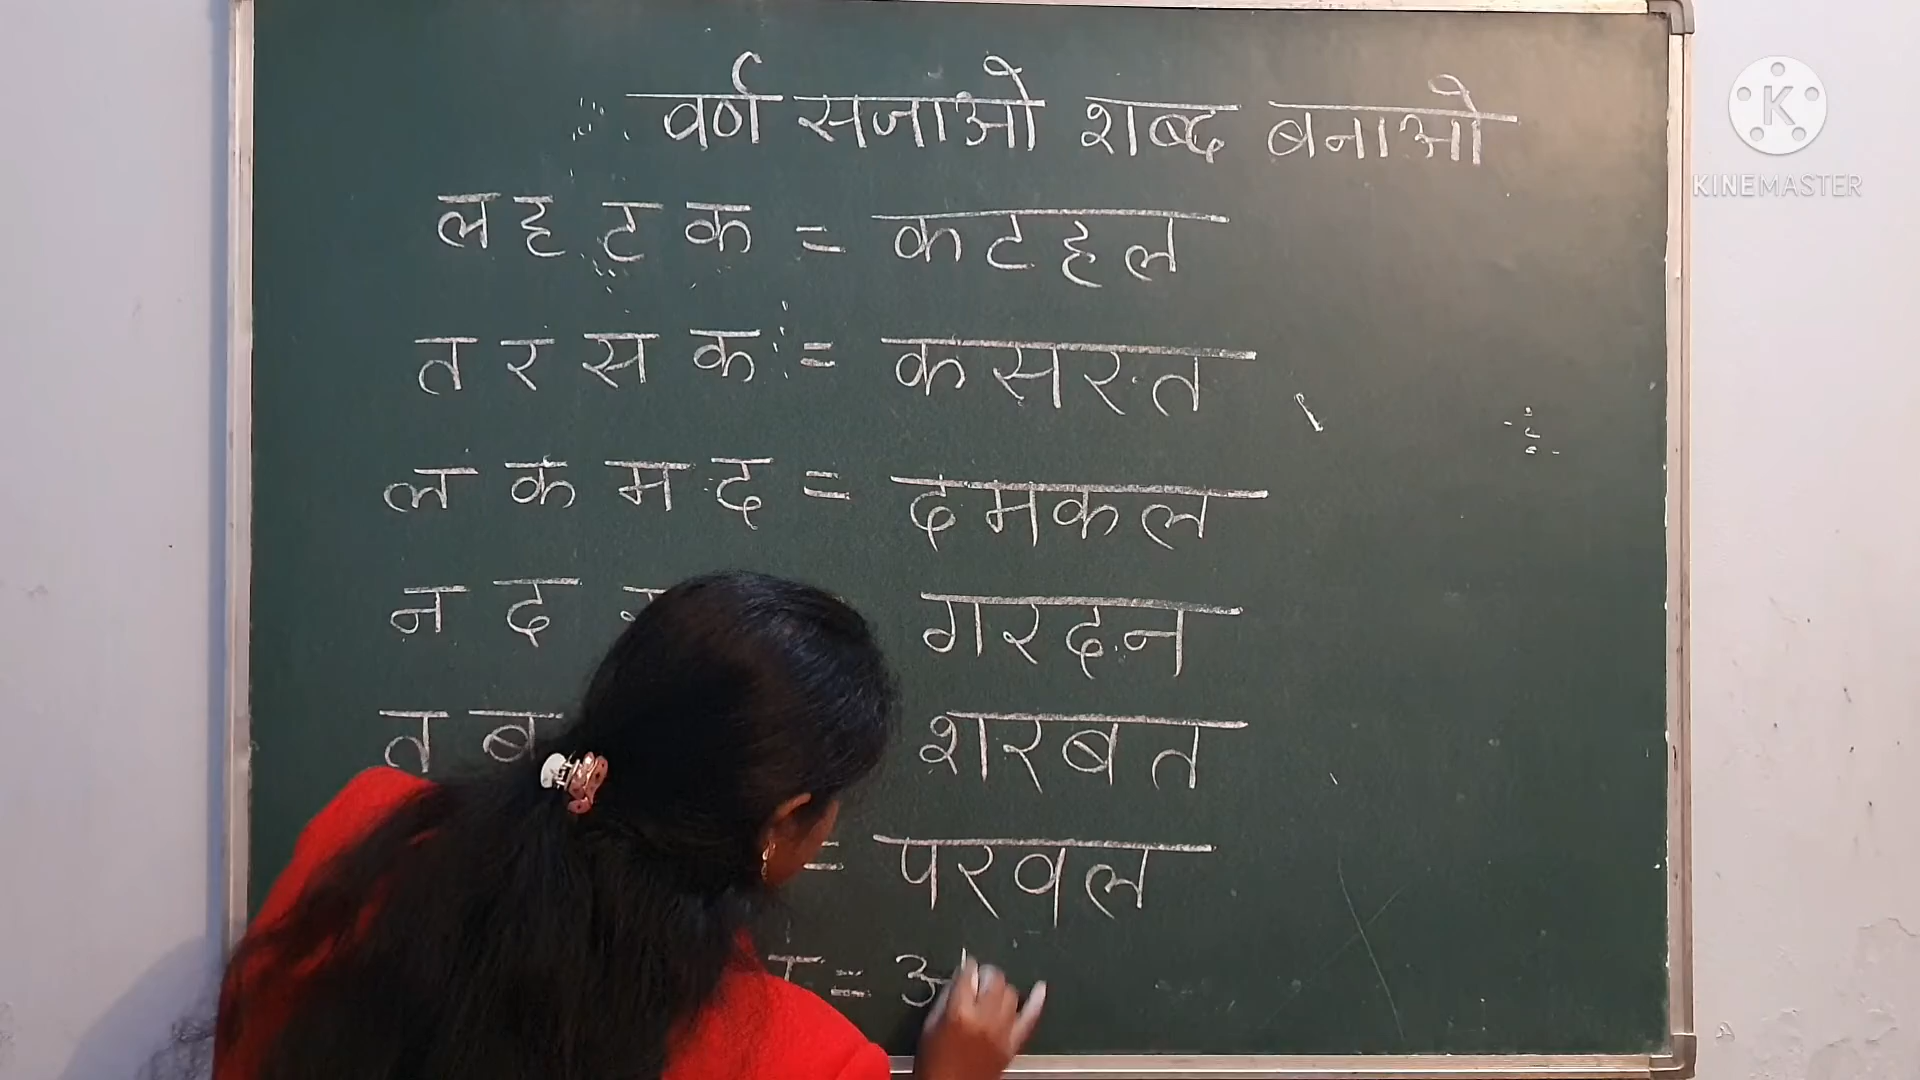 वर्ण सजाओ शब्द बनाओ
KINEMASTER
ल ह ट क = कटहल
त र स क = कसरत
ल क म द = दमकल
न द गरदन
त ब शरबत
= परवल
= अ